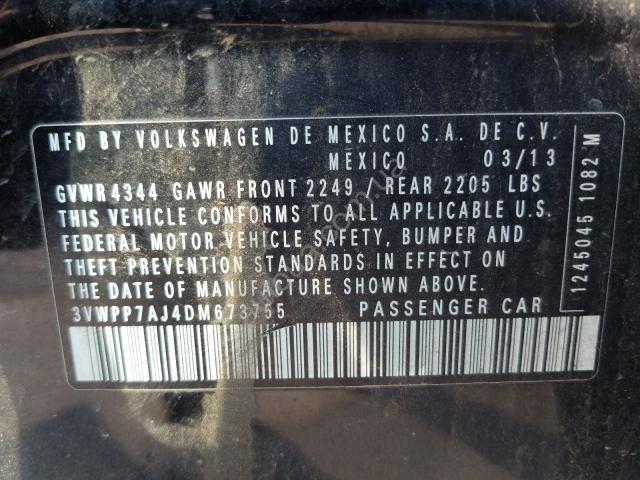 MFD BY VOLKSWAGEN DE MEXICO S.A. DE C.V.
MEXICO 03/13
GVWR 4344 GAWR FRONT 2249 REAR 2205 LBS
THIS VEHICLE CONFORMS TO ALL APPLICABLE U.S.
FEDERAL MOTOR VEHICLE SAFETY, BUMPER AND
THEFT PREVENTION STANDARDS IN EFFECT ON
THE DATE OF MANUFACTURE SHOWN ABOVE.
3VWPP7AJ4DM673755 PASSENGER CAR
1245045 1082 M